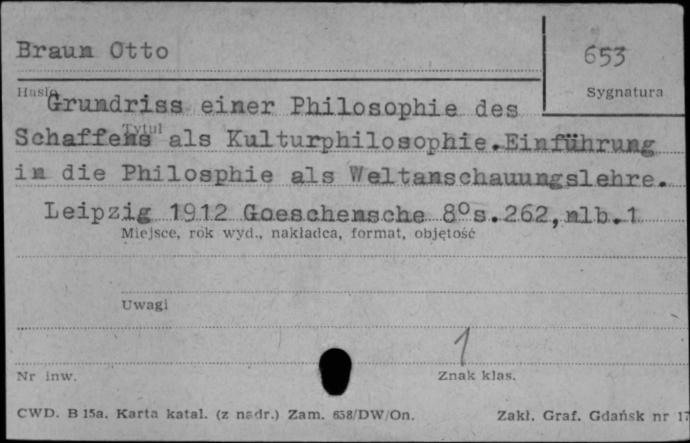 Braun Otto
653
Hasło
Sygnatura
Grundriss einer Philosophie des
Tytuł
Schaffens als Kulturphilosophie.Einführung
in die Philosphie als Weltanschauungslehre.
Leipzig 1912 Goeschensche 8°s.262,nlb.1
Miejsce, rok wyd., nakładca, format, objętość
Uwagi
1
Nr inw.
Znak klas.
CWD. B 15a. Karta katal. (z nadr.) Zam. 658/DW/On.
Zakł. Graf. Gdańsk nr 17